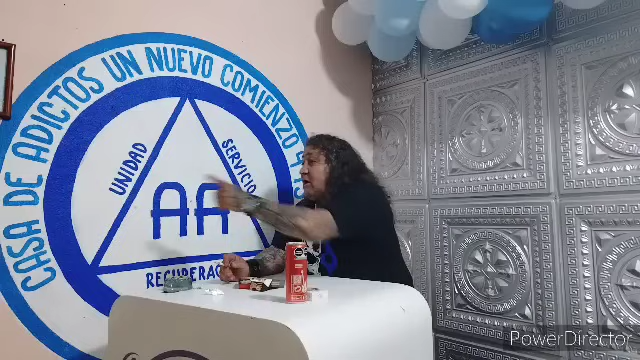 CASA DE ADICTOS UN NUEVO COMIENZO A
UNIDAD
SERVICIO
AA
RECUPERAC
PowerDirector